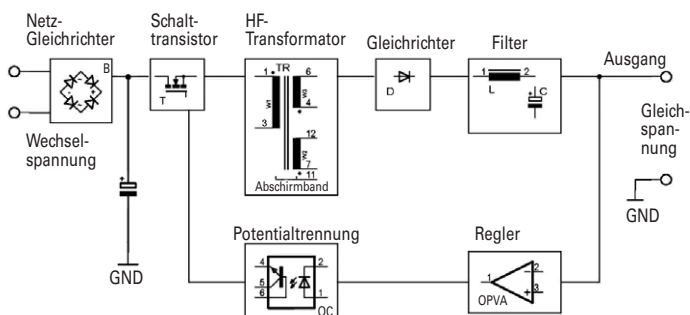 Netz-
Gleichrichter
Schalt-
transistor
HF-
Transformator
Gleichrichter
Filter
Ausgang
B
T
1
TR
6
W1
W3
4
3
12
W2
7
11
Abschirmband
D
1
2
L
+
C
Wechsel-
spannung
+
GND
Gleich-
span-
nung
GND
Potentialtrennung
4
2
5
6
1
OC
Regler
1
2
3
OPVA